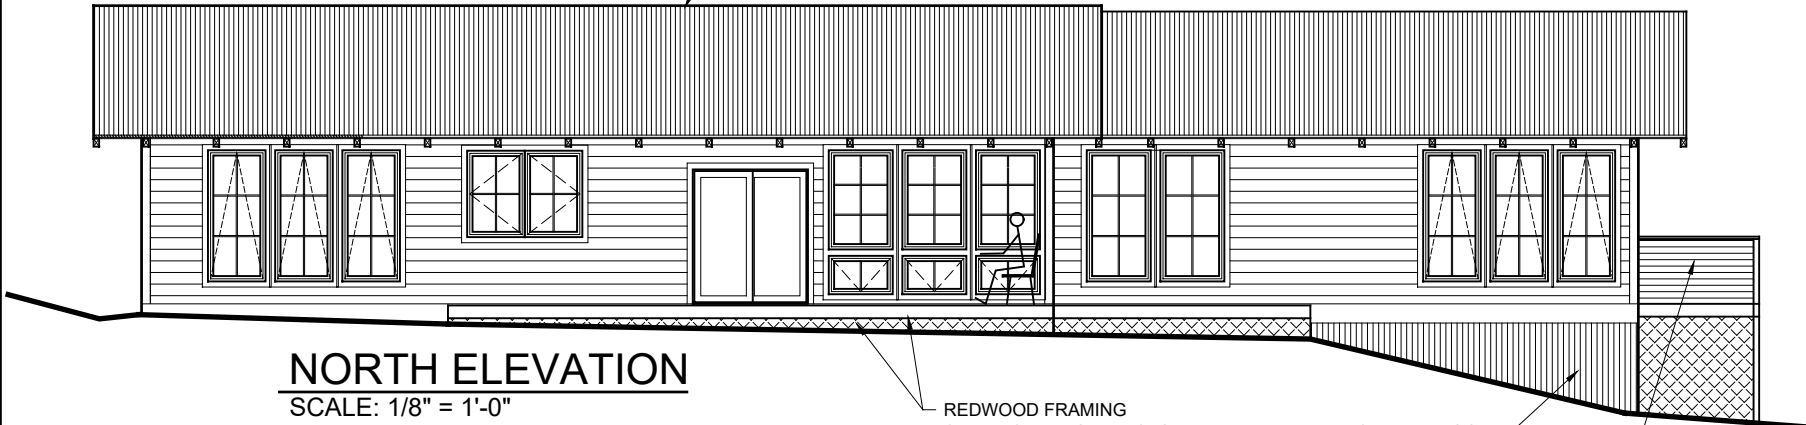 NORTH ELEVATION
SCALE: 1/8" = 1'-0"
REDWOOD FRAMING